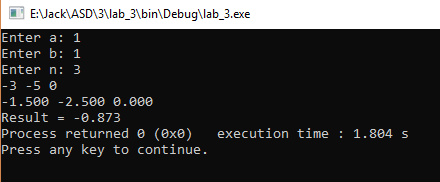 E:\Jack\ASD\3\lab_3\bin\Debug\lab_3.exe
Enter a: 1
Enter b: 1
Enter n: 3
-3 -5 0
-1.500 -2.500 0.000
Result = -0.873
Process returned 0 (0x0)   execution time : 1.804 s
Press any key to continue.